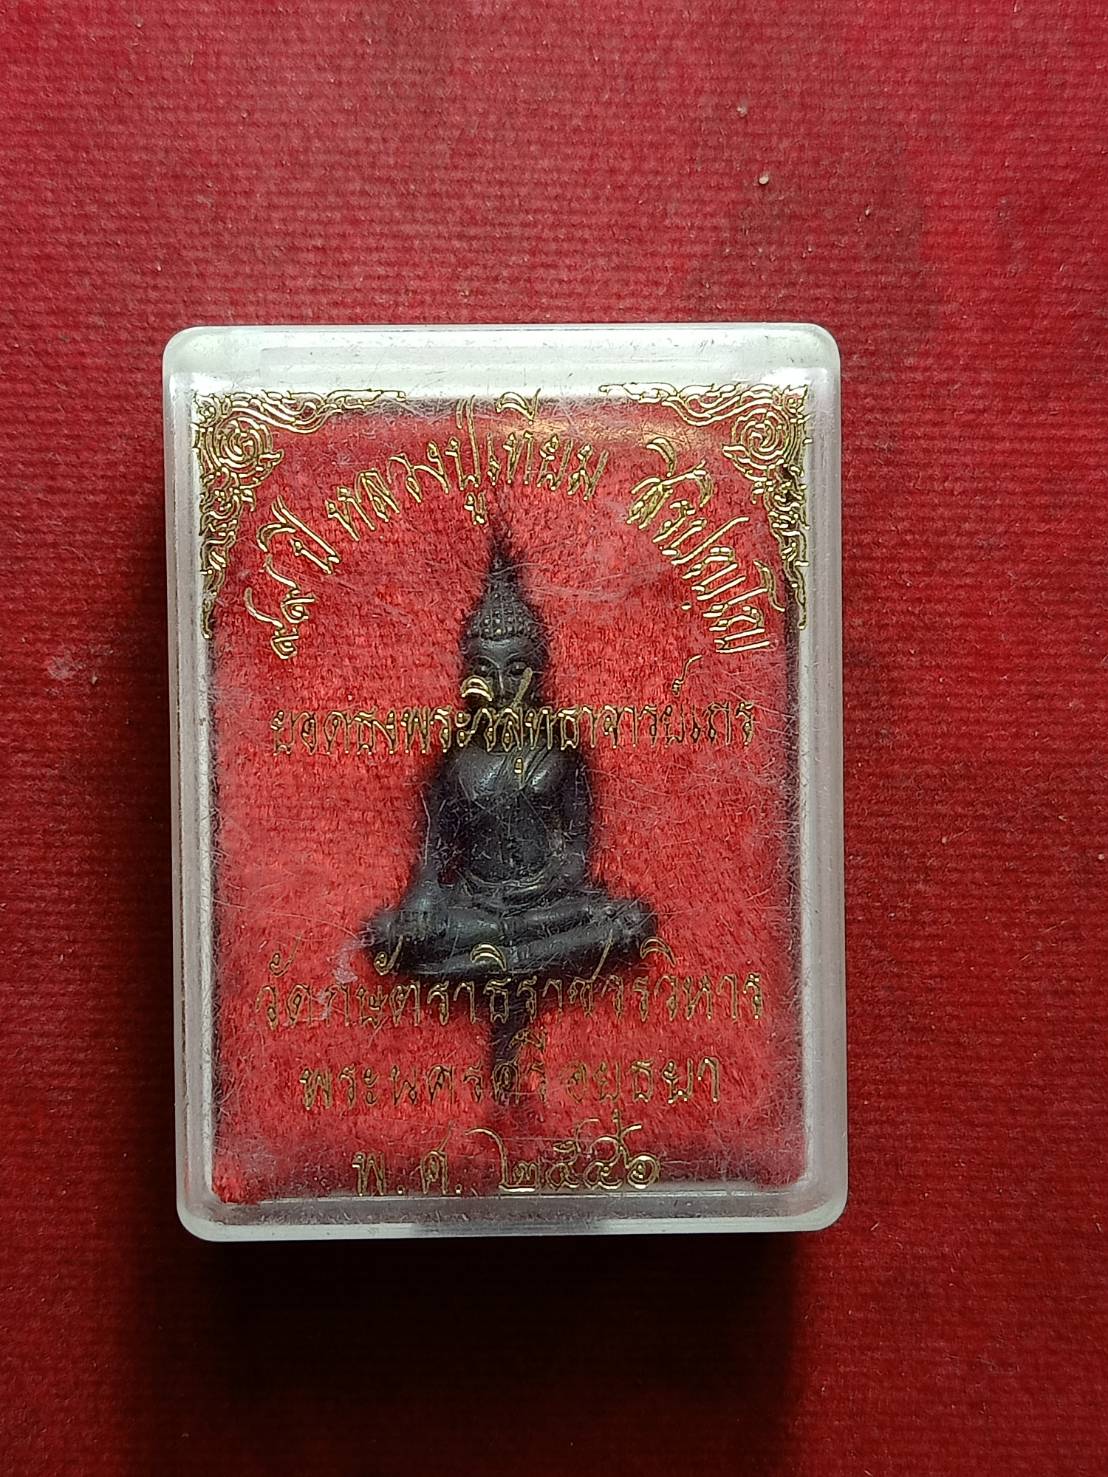 ๙๙ ปี หลวงปู่เทียม สิริปญฺโญ
ยอดธงพระวิสุทธาจารย์เถร
วัดกษัตราธิราชวรวิหาร
พระนครศรีอยุธยา
พ.ศ. ๒๕๔๖